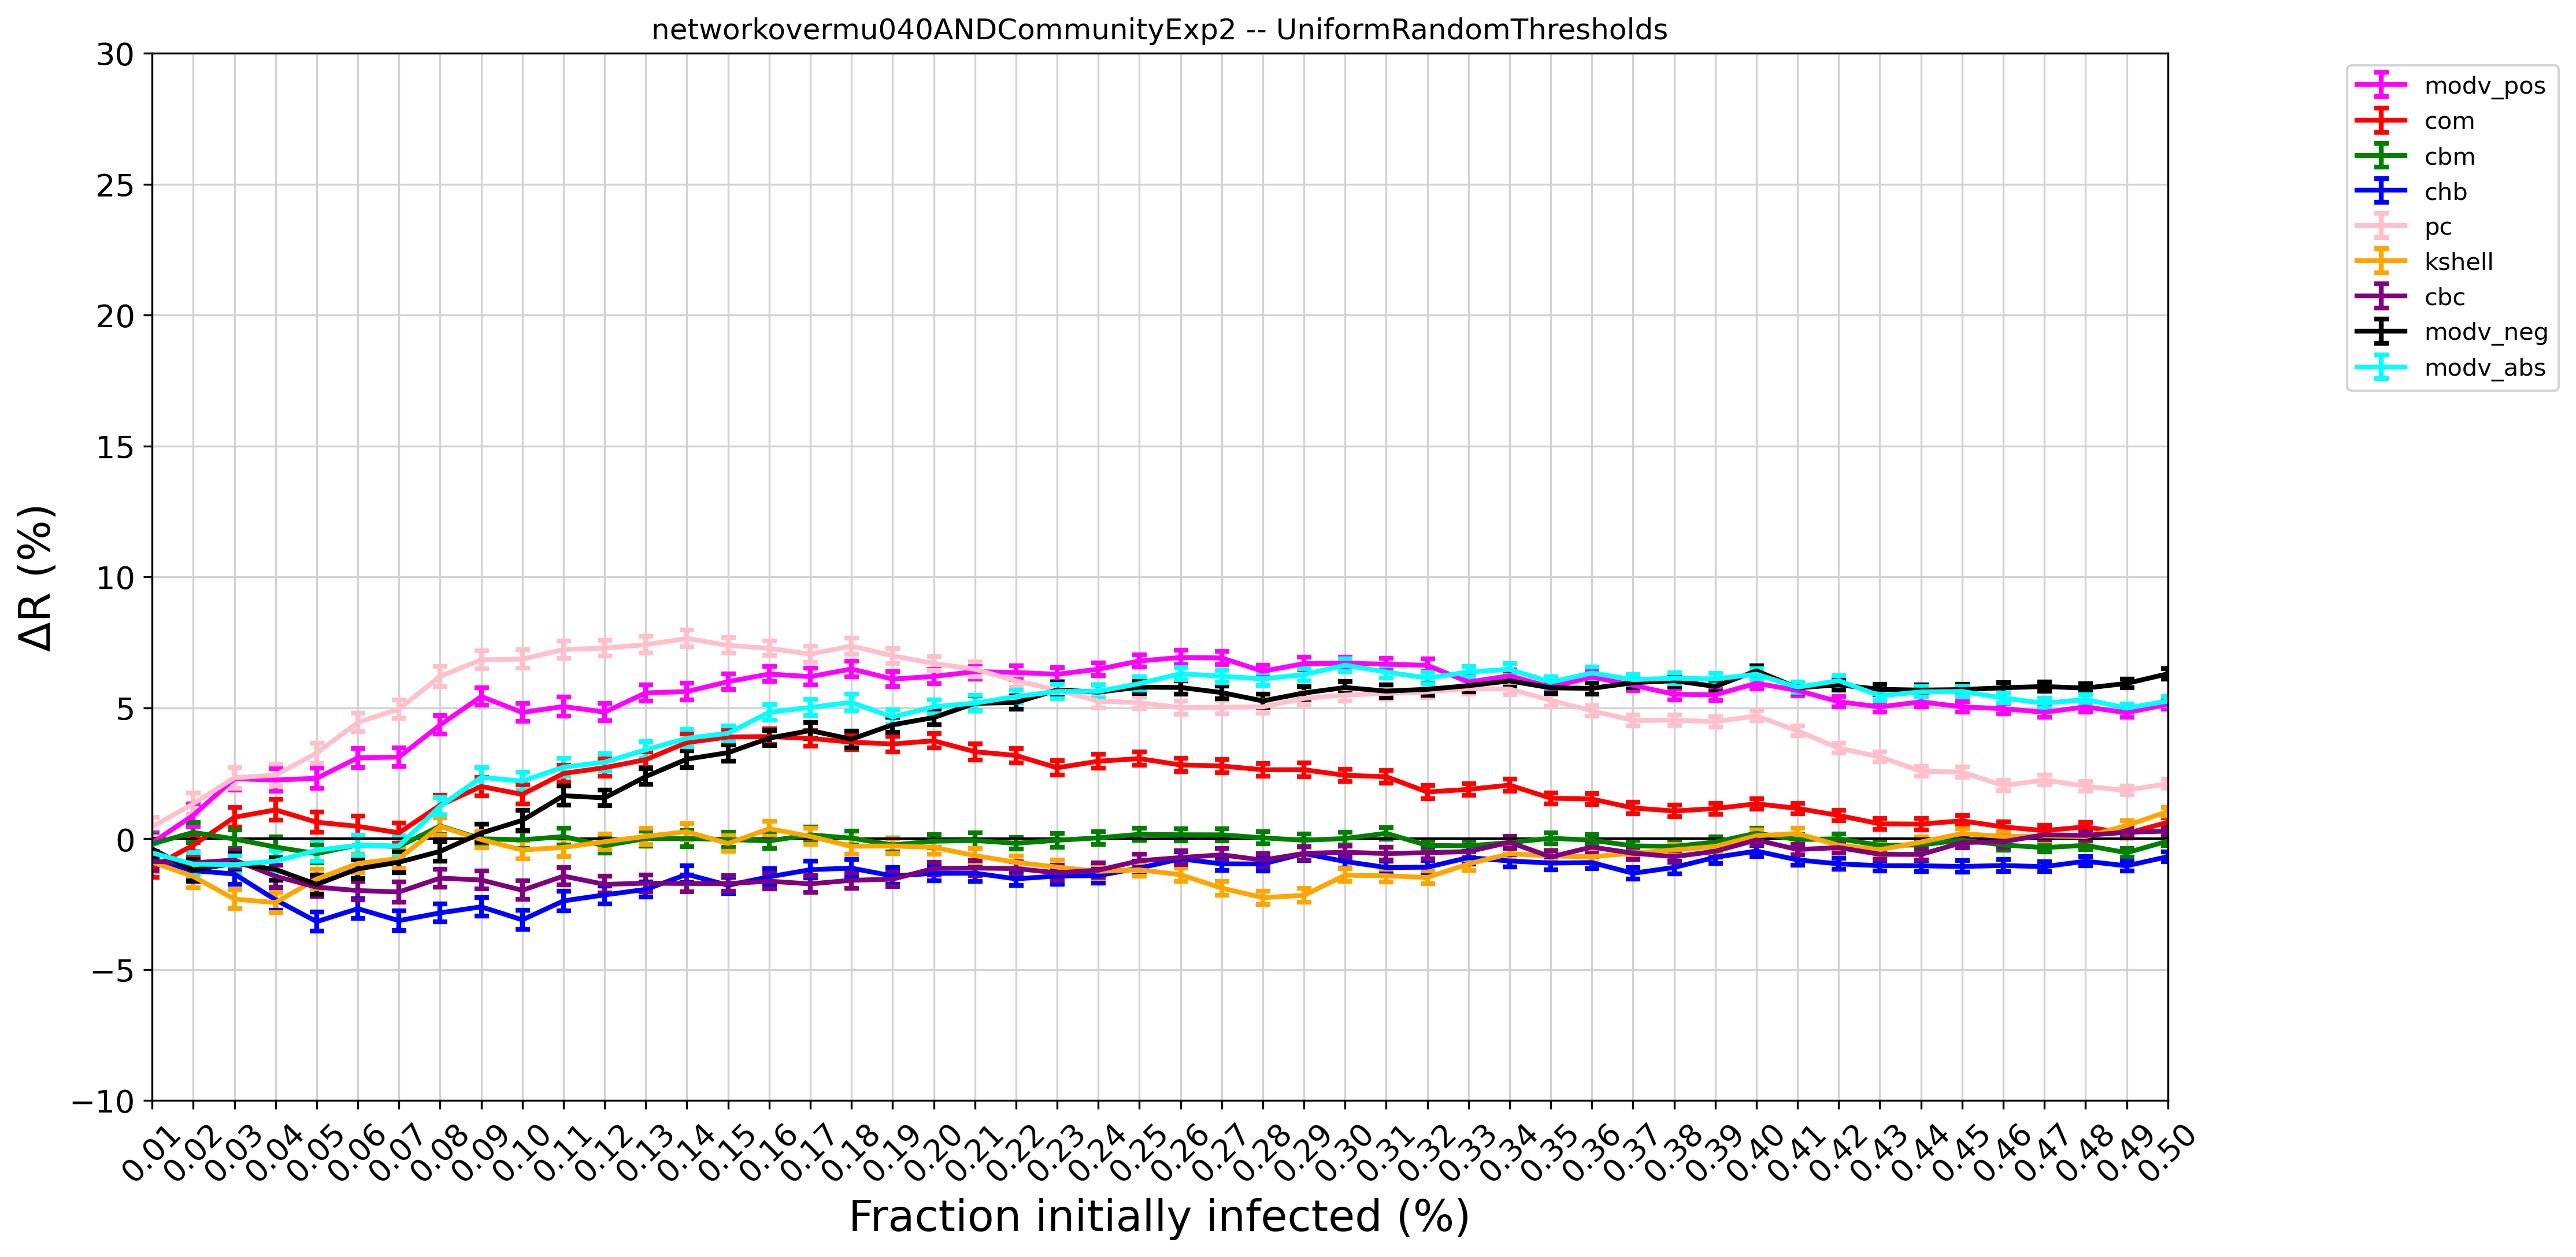 networkovermu040ANDCommunityExp2 -- UniformRandomThresholds
30
25
20
15
10
5
0
−5
−10
ΔR (%)
0.01 0.02 0.03 0.04 0.05 0.06 0.07 0.08 0.09 0.10 0.11 0.12 0.13 0.14 0.15 0.16 0.17 0.18 0.19 0.20 0.21 0.22 0.23 0.24 0.25 0.26 0.27 0.28 0.29 0.30 0.31 0.32 0.33 0.34 0.35 0.36 0.37 0.38 0.39 0.40 0.41 0.42 0.43 0.44 0.45 0.46 0.47 0.48 0.49 0.50
Fraction initially infected (%)
modv_pos
com
cbm
chb
pc
kshell
cbc
modv_neg
modv_abs